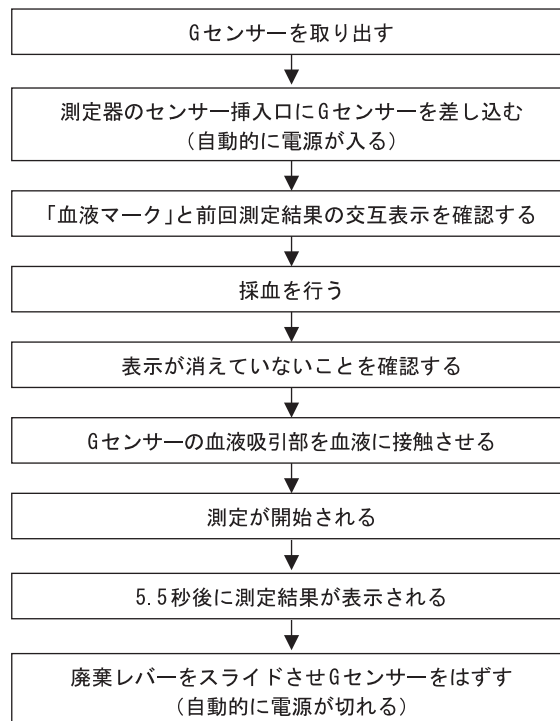 Gセンサーを取り出す
測定器のセンサー挿入口にGセンサーを差し込む
（自動的に電源が入る）
「血液マーク」と前回測定結果の交互表示を確認する
採血を行う
表示が消えていないことを確認する
Gセンサーの血液吸引部を血液に接触させる
測定が開始される
5.5秒後に測定結果が表示される
廃棄レバーをスライドさせGセンサーをはずす
（自動的に電源が切れる）